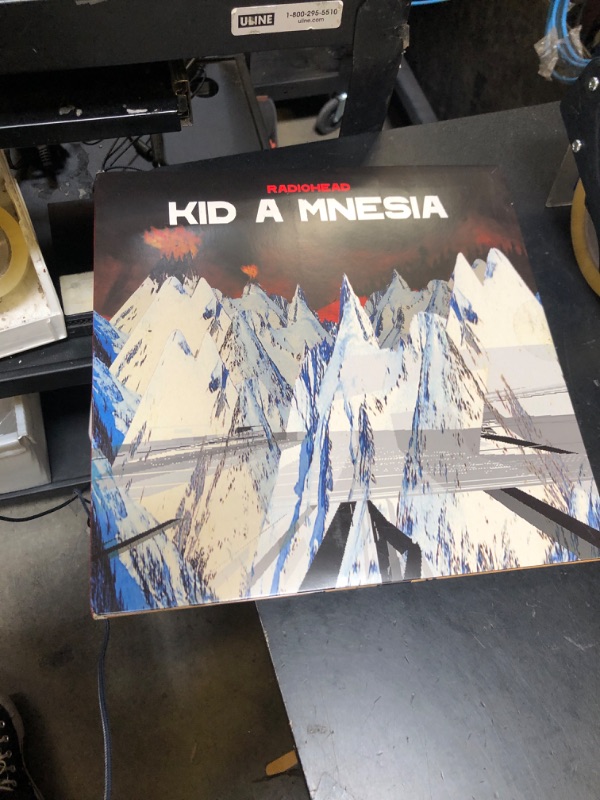 ULINE
1-800-295-5510
uline.com
RADIOHEAD
KID A MNESIA